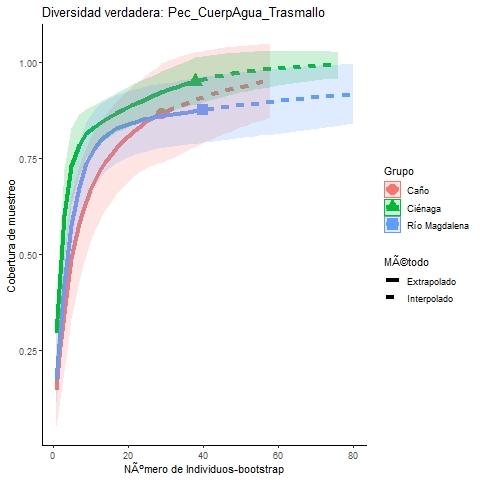 Diversidad verdadera: Pec_CuerpAgua_Trasmallo
1.00
0.75
0.50
0.25
Cobertura de muestreo
0
20
40
60
80
NÃºmero de Individuos-bootstrap
Grupo
Caño
Ciénaga
Río Magdalena
MÃ©todo
Extrapolado
Interpolado